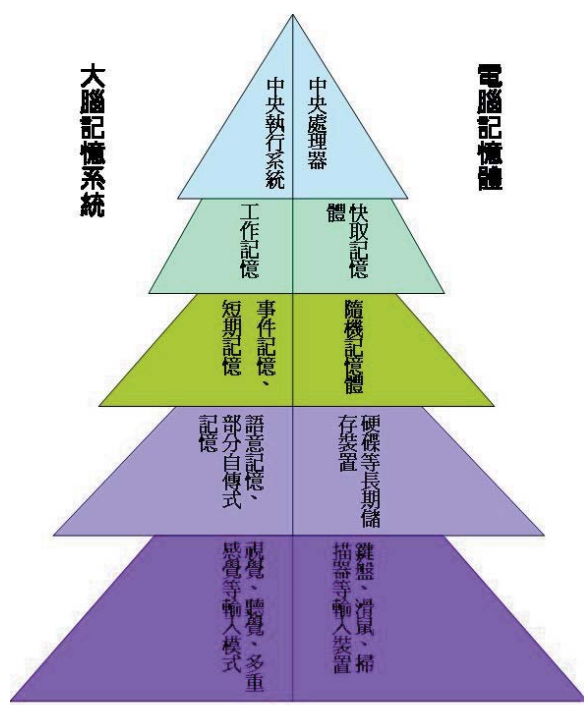 大腦記憶系統
電腦記憶體
中央執行系統
中央處理器
工作記憶
快取記憶
體
事件記憶、
短期記憶
隨機記憶體
語意記憶、
部分自傳式
記憶
硬碟等長期儲
存裝置
視覺、聽覺、多重
感覺等輸入模式
鍵盤、滑鼠、掃
描器等輸入裝置